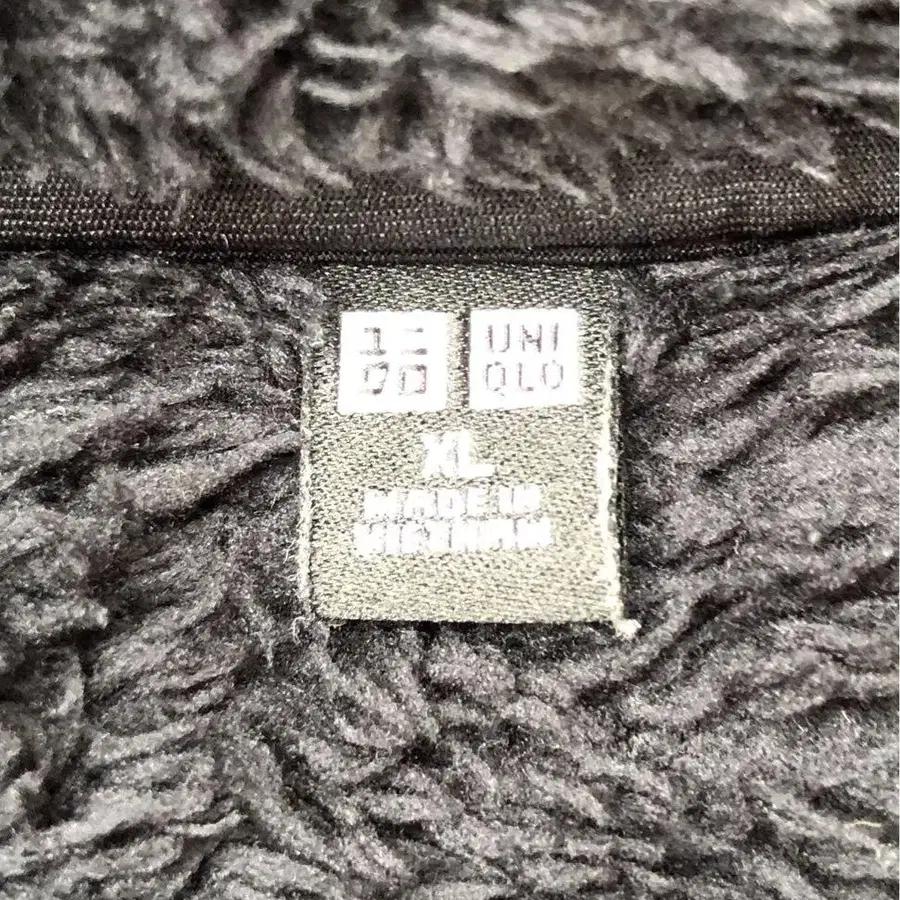 ユニ
クロ
UNI
QLO
XL
MADE IN
VIETNAM